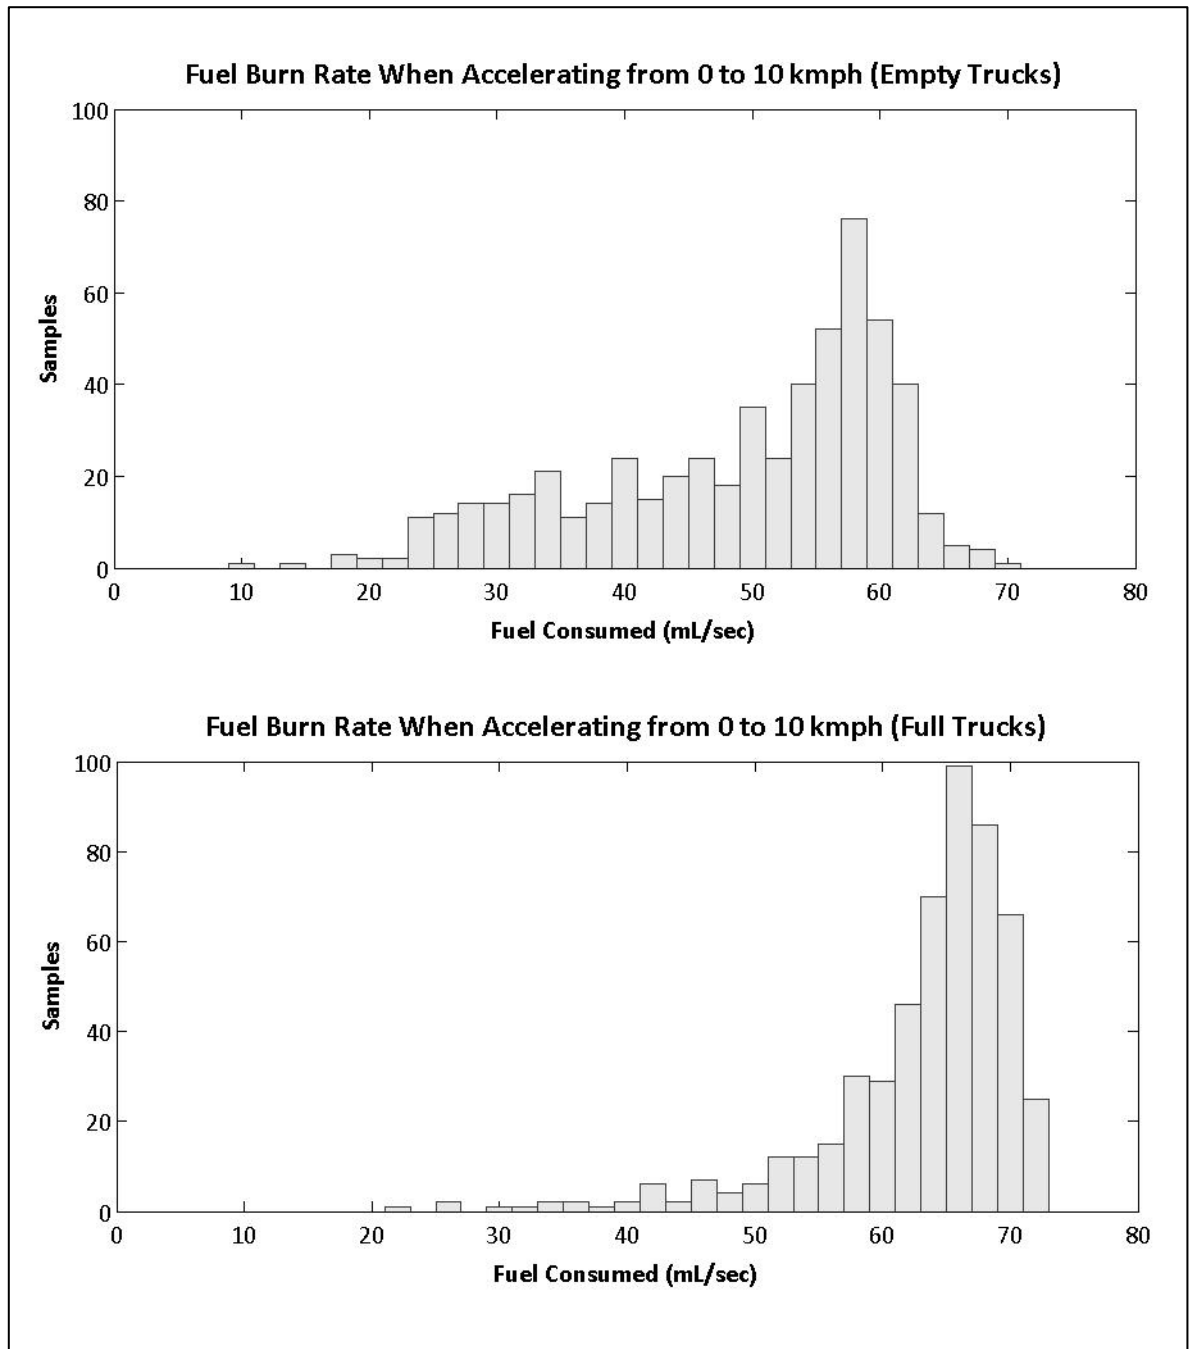 Fuel Burn Rate When Accelerating from 0 to 10 kmph (Empty Trucks)
100
80
60
40
20
0
Samples
0 10 20 30 40 50 60 70 80
Fuel Consumed (mL/sec)
Fuel Burn Rate When Accelerating from 0 to 10 kmph (Full Trucks)
100
80
60
40
20
0
Samples
0 10 20 30 40 50 60 70 80
Fuel Consumed (mL/sec)